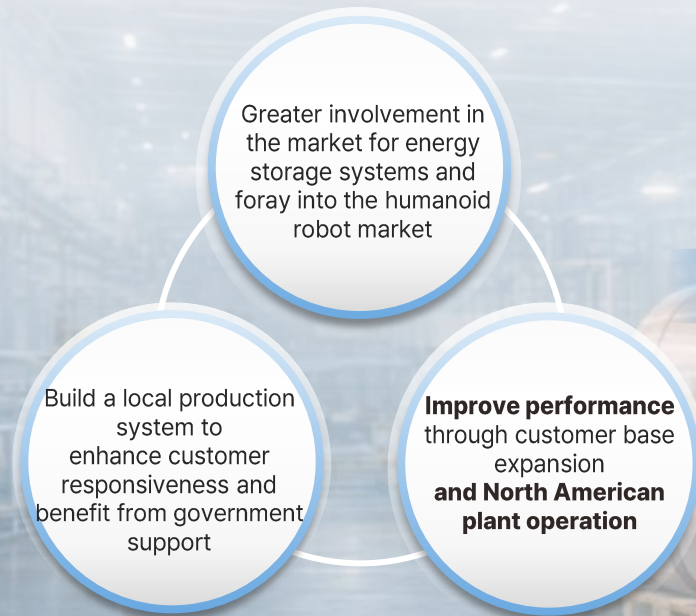 Greater involvement in
the market for energy
storage systems and
foray into the humanoid
robot market
Build a local production
system to
enhance customer
responsiveness and
benefit from government
support
Improve performance
through customer base
expansion
and North American
plant operation